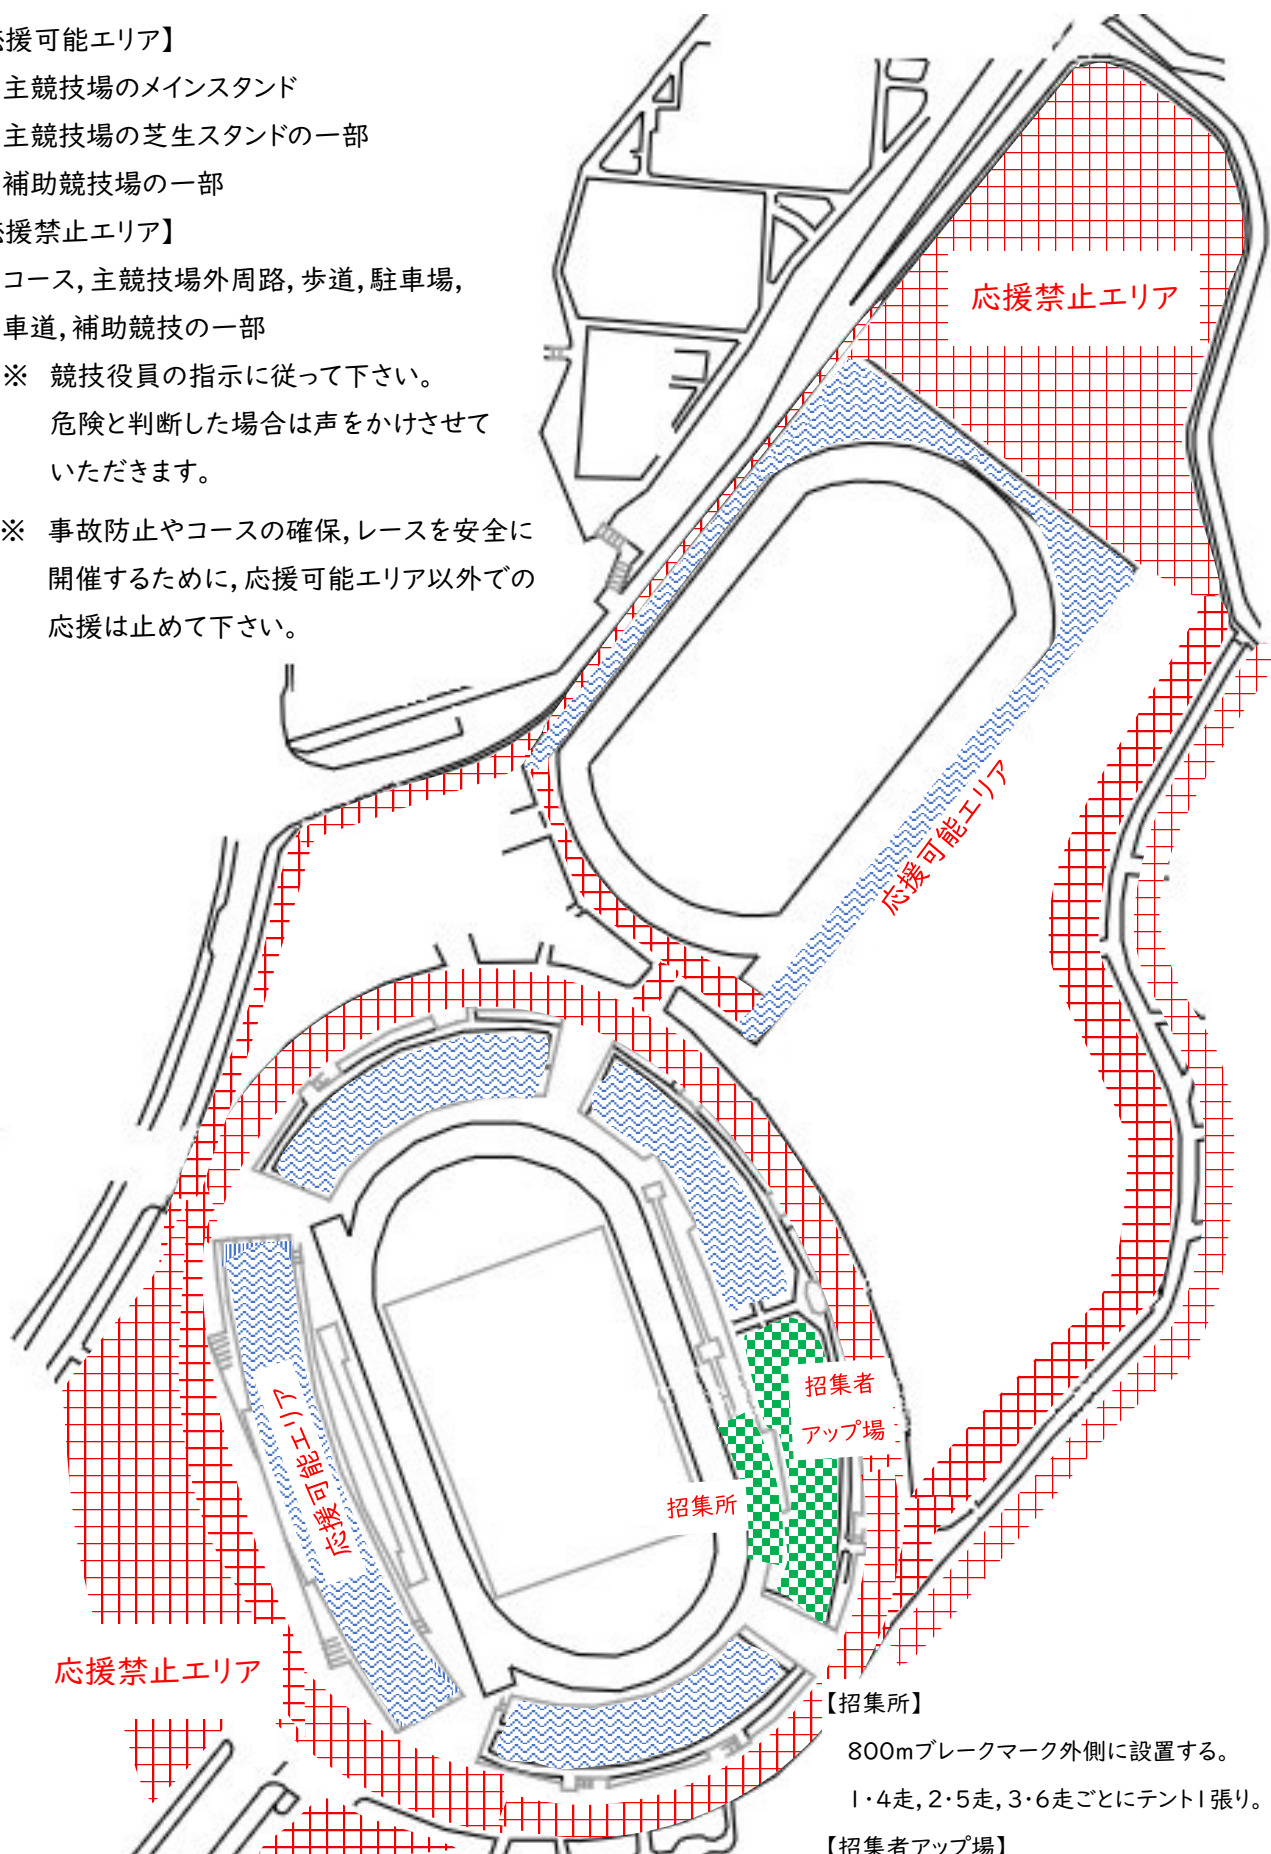 援可能エリア】
主競技場のメインスタンド
主競技場の芝生スタンドの一部
補助競技場の一部
援禁止エリア】
コース,主競技場外周路,歩道,駐車場,
車道,補助競技の一部
※ 競技役員の指示に従って下さい。
危険と判断した場合は声をかけさせて
いただきます。
※ 事故防止やコースの確保,レースを安全に
開催するために,応援可能エリア以外での
応援は止めて下さい。
応援禁止エリア
応援可能エリア
招集者
アップ場
応援可能エリア
招集所
応援禁止エリア
【招集所】
800mブレークマーク外側に設置する。
1・4走,2・5走,3・6走ごとにテント1張り。
【招集者アップ場】